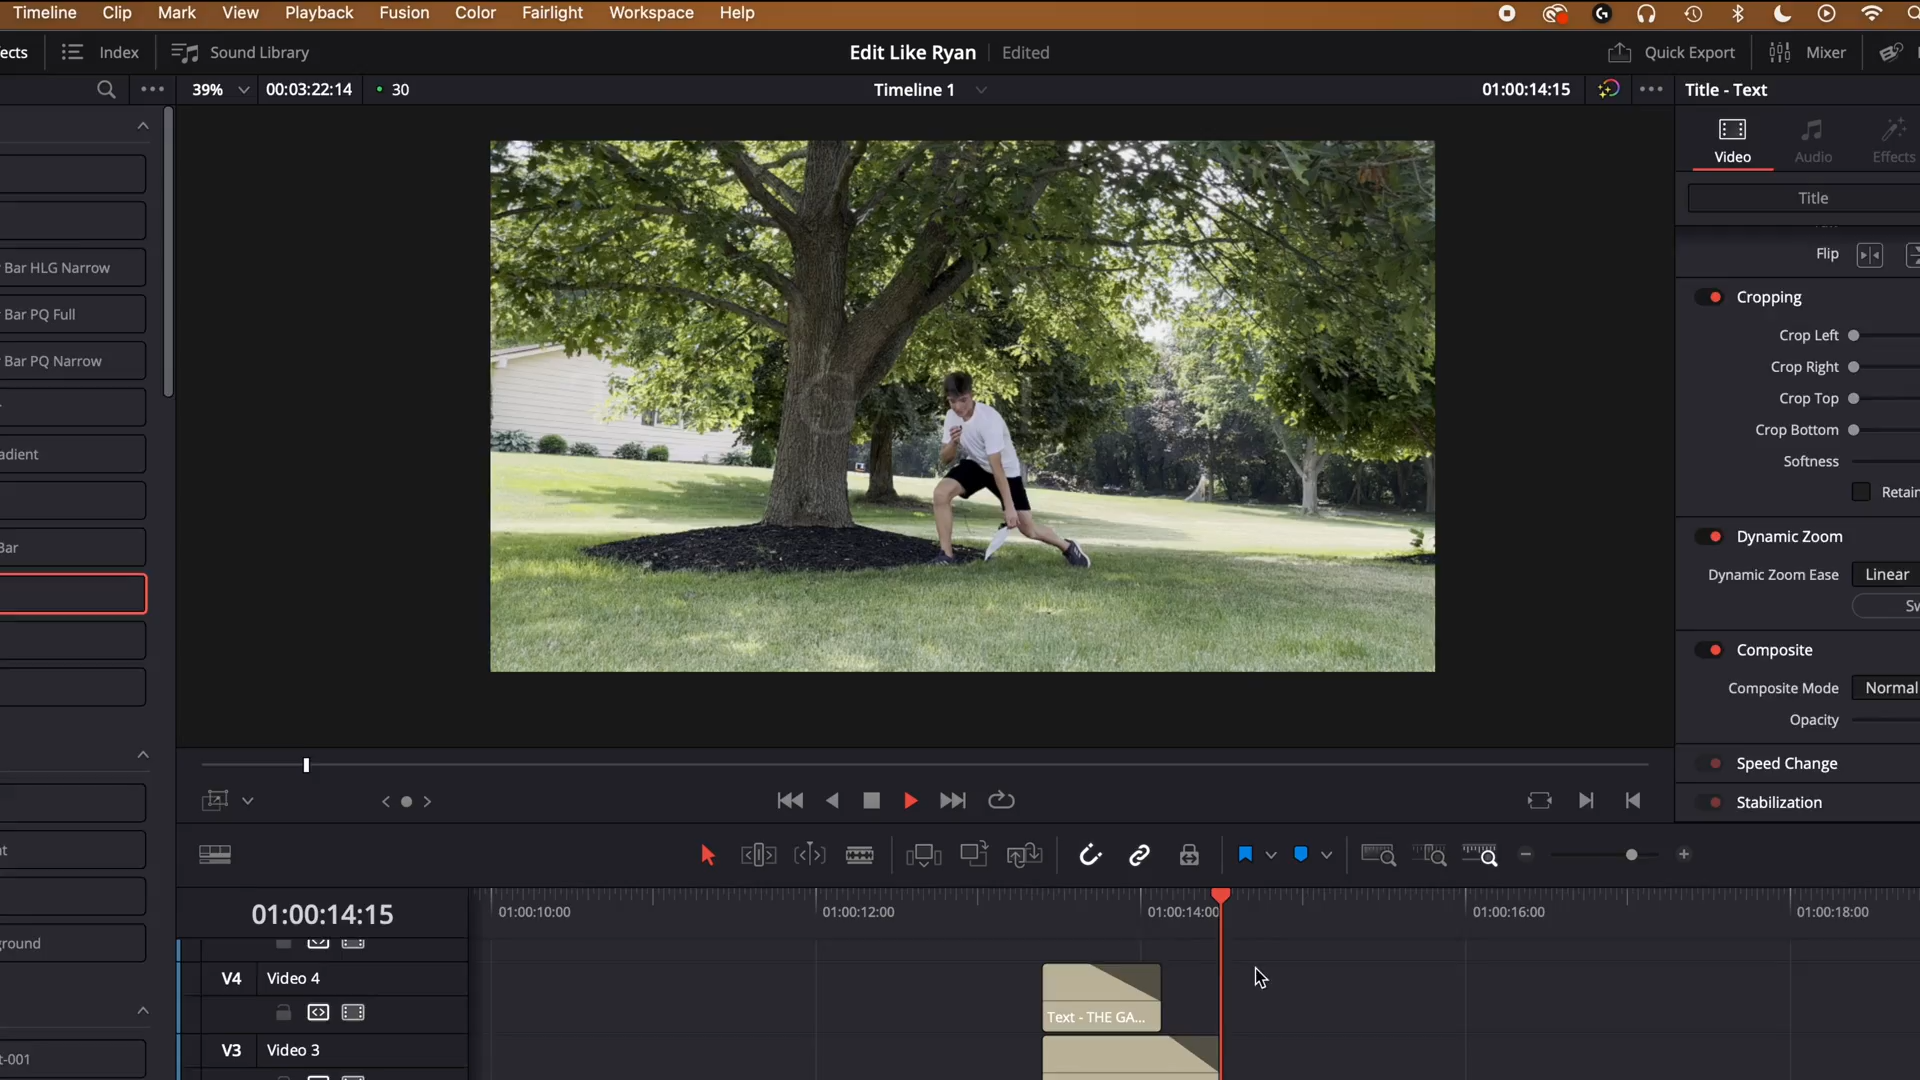 Timeline Clip Mark View Playback Fusion Color Fairlight Workspace Help
ects Index Sound Library Edit Like Ryan Edited Quick Export Mixer
39% 00:03:22:14 30 Timeline 1 01:00:14:15 Title - Text
Video Audio Effects
Title
Flip
Bar HLG Narrow
Cropping
Bar PQ Full
Crop Left
Bar PQ Narrow
Crop Right
Crop Top
Crop Bottom
adient
Softness
Retain
Bar
Dynamic Zoom
Dynamic Zoom Ease Linear
Sw
Composite
Composite Mode Normal
Opacity
Speed Change
Stabilization
nt
01:00:14:15 01:00:10:00 01:00:12:00 01:00:14:00 01:00:16:00 01:00:18:00
round
V4 Video 4
Text - THE GA...
V3 Video 3
t-001